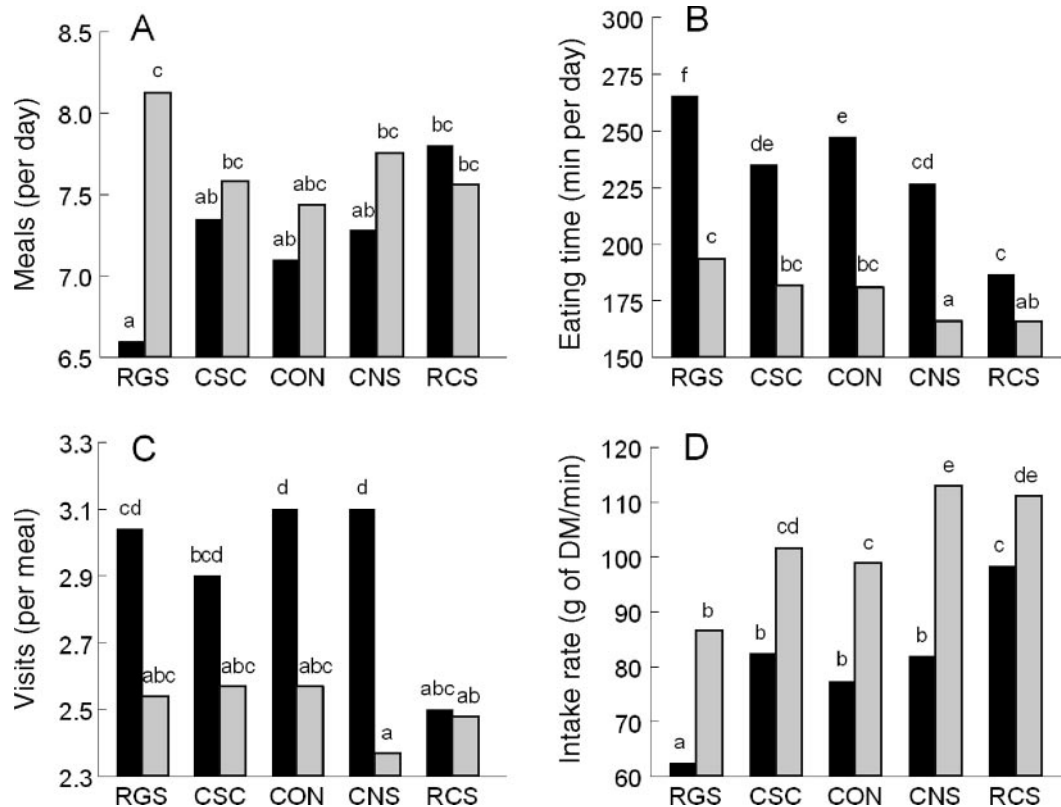 A
Meals (per day)
8.5
8.0
7.5
7.0
6.5
a
c
ab
bc
ab
abc
ab
bc
bc
bc
RGS CSC CON CNS RCS
B
Eating time (min per day)
300
275
250
225
200
175
150
f
c
de
bc
e
bc
cd
a
c
ab
RGS CSC CON CNS RCS
C
Visits (per meal)
3.3
3.1
2.9
2.7
2.5
2.3
cd
abc
bcd
abc
d
abc
d
a
abc
ab
RGS CSC CON CNS RCS
D
Intake rate (g of DM/min)
120
110
100
90
80
70
60
a
b
b
cd
b
c
b
e
c
de
RGS CSC CON CNS RCS